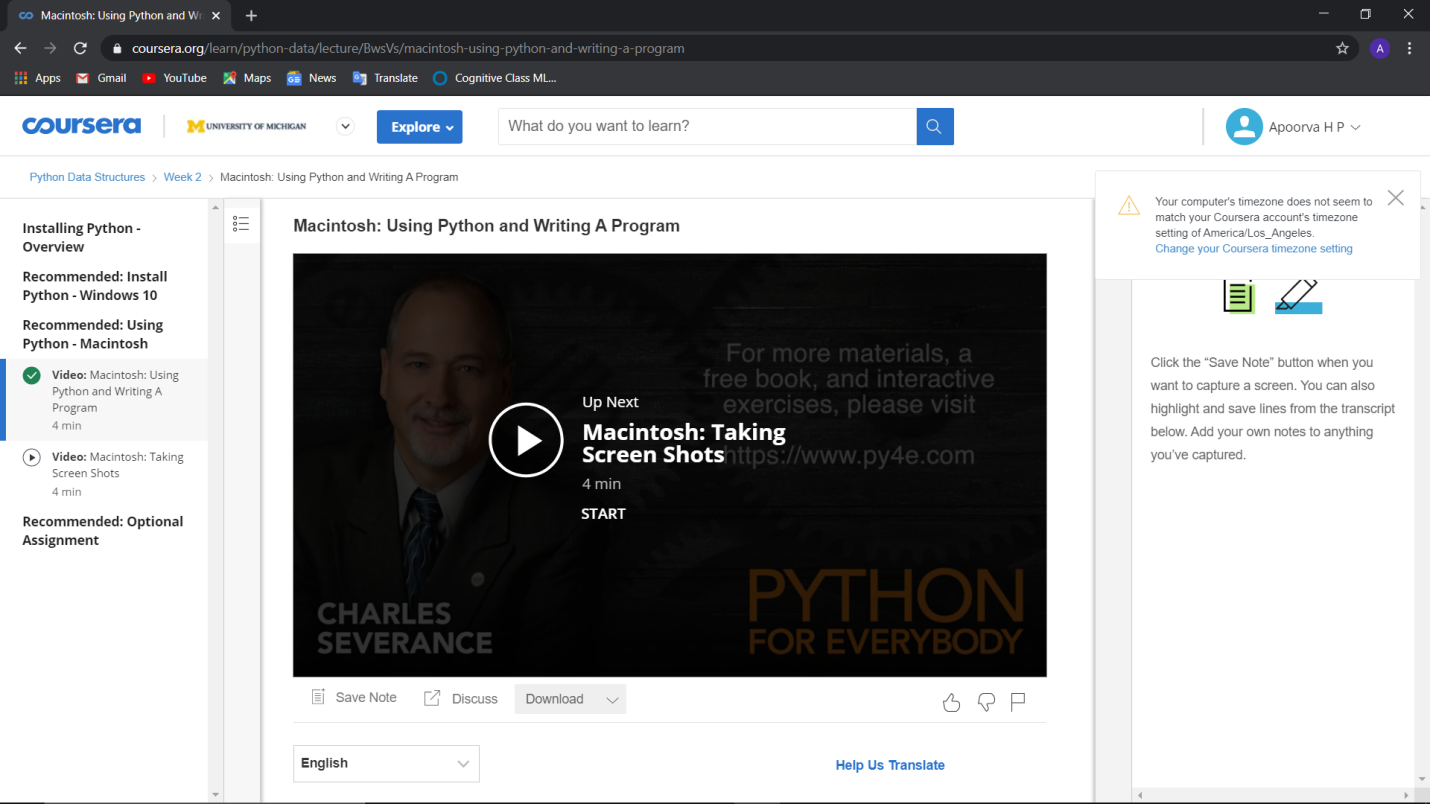 Macintosh: Using Python and Wr
coursera.org/learn/python-data/lecture/BwsVs/macintosh-using-python-and-writing-a-program
A
Apps
Gmail
YouTube
Maps
News
Translate
Cognitive Class ML...
coursera
M UNIVERSITY OF MICHIGAN
Explore
What do you want to learn?
Apoorva H P
Python Data Structures > Week 2 > Macintosh: Using Python and Writing A Program
Your computer's timezone does not seem to
match your Coursera account's timezone
setting of America/Los_Angeles.
Change your Coursera timezone setting
Installing Python -
Overview
Recommended: Install
Python - Windows 10
Recommended: Using
Python - Macintosh
Video: Macintosh: Using
Python and Writing A
Program
4 min
Video: Macintosh: Taking
Screen Shots
4 min
Recommended: Optional
Assignment
Macintosh: Using Python and Writing A Program
For more materials, a
free book, and interactive
exercises, please visit
https://www.py4e.com
Up Next
Macintosh: Taking
Screen Shots
4 min
START
CHARLES
SEVERANCE
PYTHON
FOR EVERYBODY
Save Note
Discuss
Download
English
Help Us Translate
Click the “Save Note” button when you
want to capture a screen. You can also
highlight and save lines from the transcript
below. Add your own notes to anything
you’ve captured.